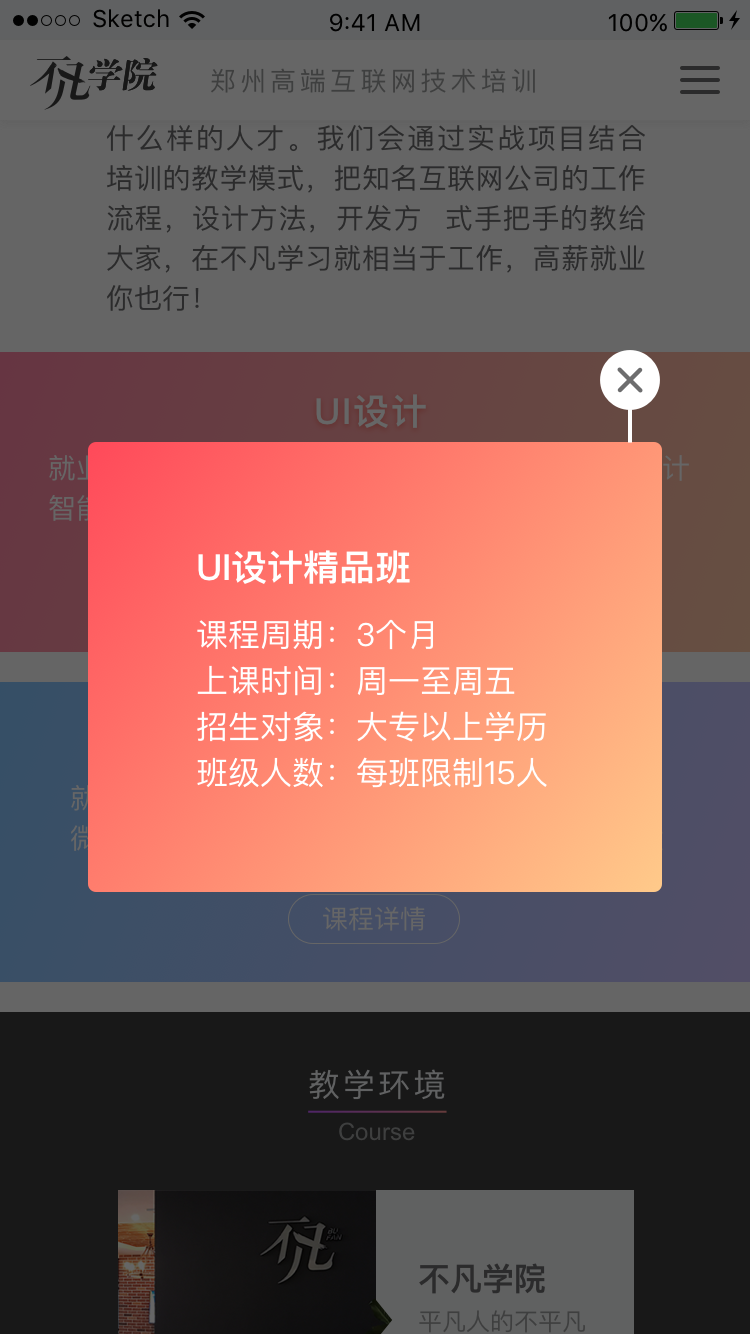 Sketch 9:41 AM 100%
不凡学院 郑州高端互联网技术培训
什么样的人才。我们会通过实战项目结合
培训的教学模式，把知名互联网公司的工作
流程，设计方法，开发方 式手把手的教给
大家，在不凡学习就相当于工作，高薪就业
你也行！
UI设计
就业 计
智能
UI设计精品班
课程周期：3个月
上课时间：周一至周五
招生对象：大专以上学历
班级人数：每班限制15人
就
微
课程详情
教学环境
Course
不凡
不凡学院
平凡人的不平凡